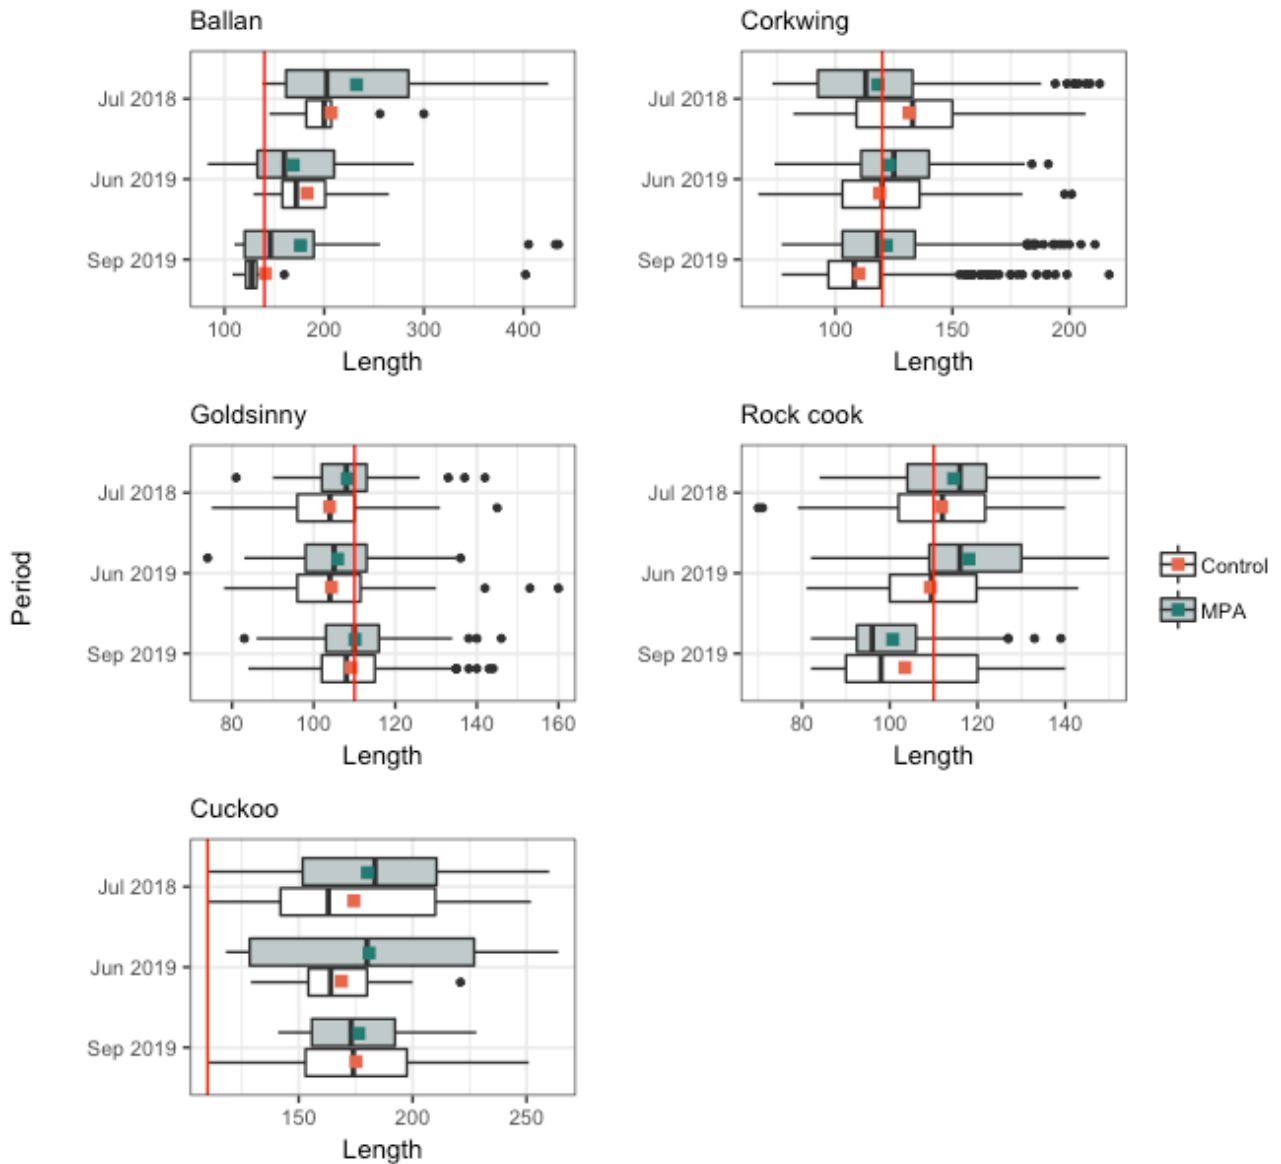 Ballan
Jul 2018
Jun 2019
Sep 2019
100 200 300 400
Length
Corkwing
Jul 2018
Jun 2019
Sep 2019
100 150 200
Length
Goldsinny
Jul 2018
Jun 2019
Sep 2019
80 100 120 140 160
Length
Rock cook
Jul 2018
Jun 2019
Sep 2019
80 100 120 140
Length
Cuckoo
Jul 2018
Jun 2019
Sep 2019
150 200 250
Length
Period
Control
MPA